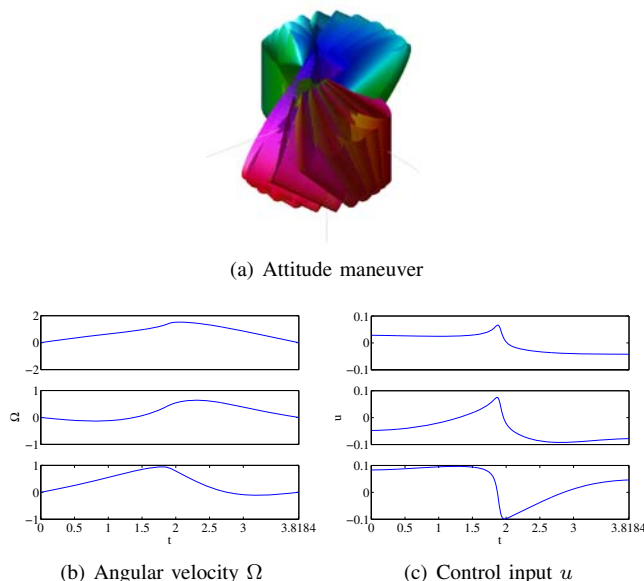 (a) Attitude maneuver
2
0
−2
1
0
−1
Ω
1
0
−1
0 0.5 1 1.5 2 2.5 3 3.8184
t
(b) Angular velocity Ω
0.1
0
−0.1
0.1
0
−0.1
u
0.1
0
−0.1
0 0.5 1 1.5 2 2.5 3 3.8184
t
(c) Control input u